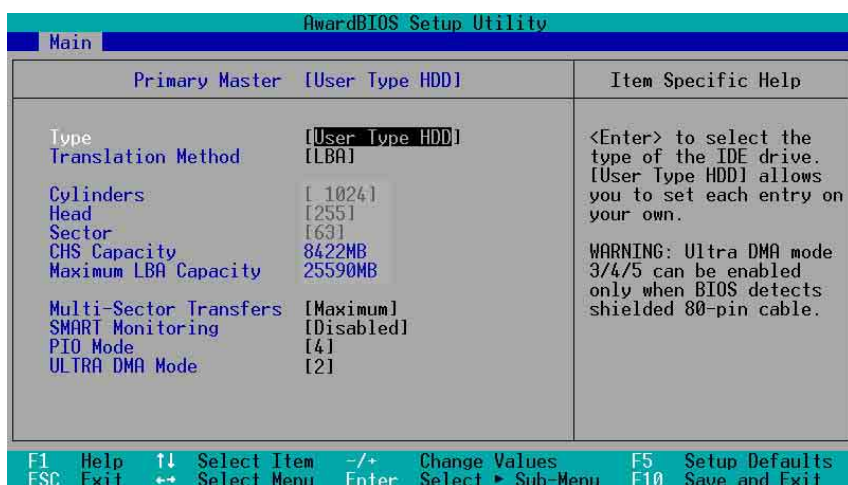 AwardBIOS Setup Utility
Main
Primary Master [User Type HDD]
Item Specific Help
Type [User Type HDD]
Translation Method [LBA]
Cylinders [ 1024]
Head [255]
Sector [63]
CHS Capacity 8422MB
Maximum LBA Capacity 25590MB
Multi-Sector Transfers [Maximum]
SMART Monitoring [Disabled]
PIO Mode [4]
ULTRA DMA Mode [2]
<Enter> to select the
type of the IDE drive.
[User Type HDD] allows
you to set each entry on
your own.
WARNING: Ultra DMA mode
3/4/5 can be enabled
only when BIOS detects
shielded 80-pin cable.
F1 Help ↑↓ Select Item -/+ Change Values F5 Setup Defaults
ESC Exit ←→ Select Menu Enter Select ► Sub-Menu F10 Save and Exit